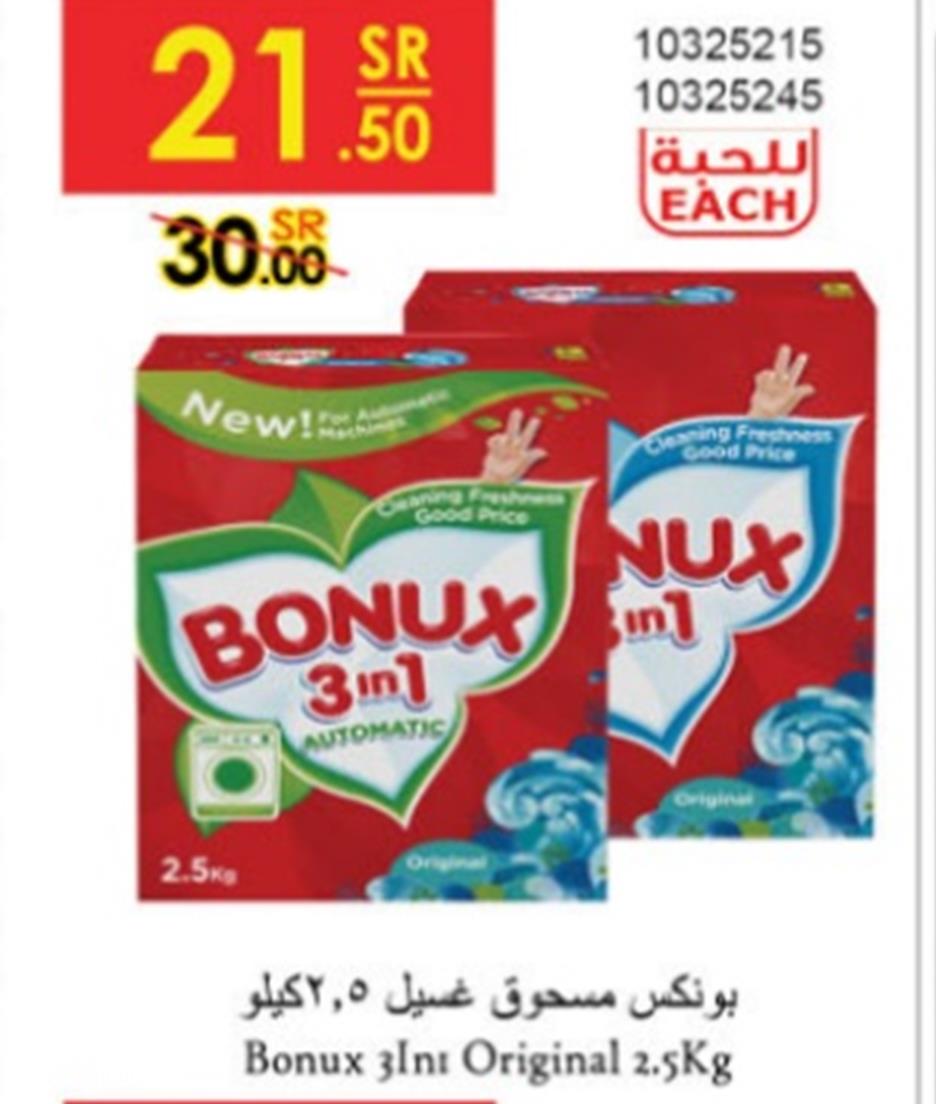 21.50 SR
30.00 SR
10325215
10325245
للحبة
EACH
New! For Automatic
Machines
Cleaning Freshness
Good Price
BONUX
3in1
AUTOMATIC
2.5Kg
Original
Cleaning Freshness
Good Price
NUX
in1
Original
بونكس مسحوق غسيل ٢,٥كيلو
Bonux 3In1 Original 2.5Kg